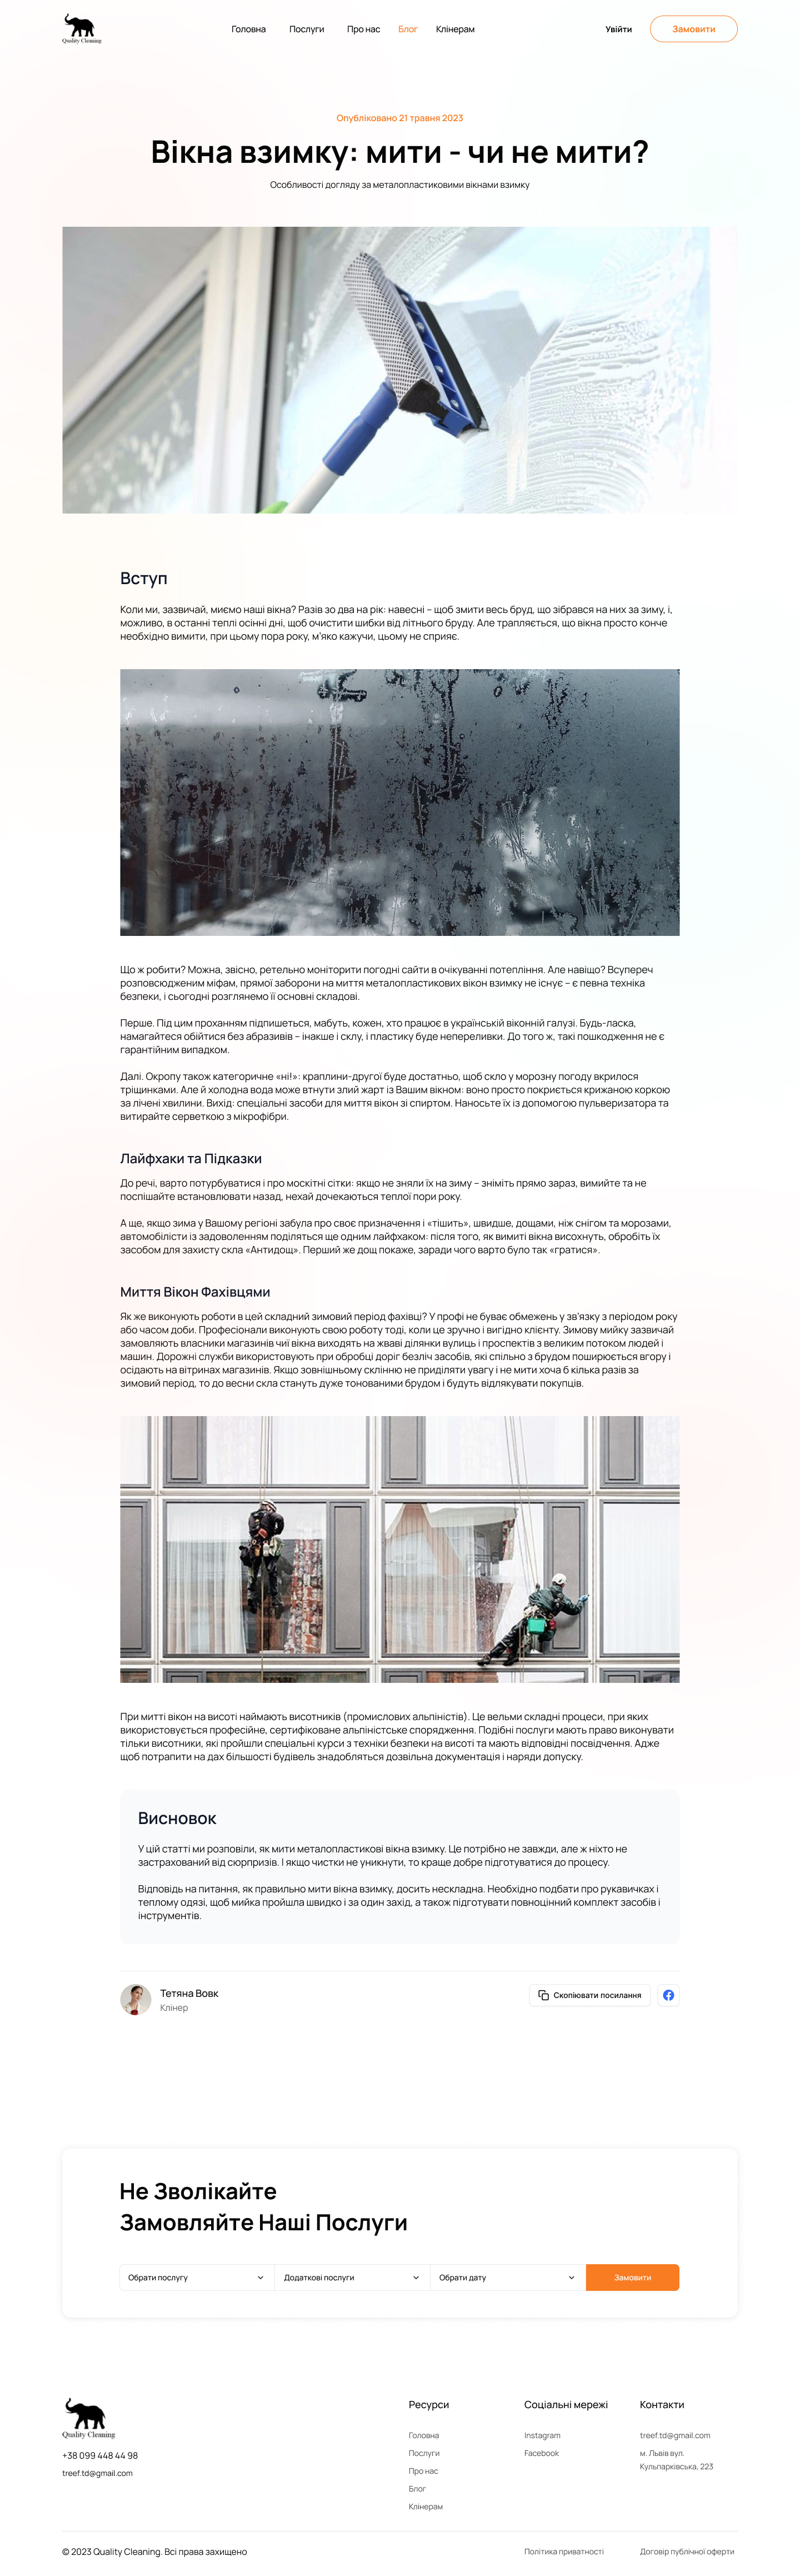 Quality Cleaning
Головна Послуги Про нас Блог Клінерам
Увійти Замовити
Опубліковано 21 травня 2023
Вікна взимку: мити - чи не мити?
Особливості догляду за металопластиковими вікнами взимку
Вступ
Коли ми, зазвичай, миємо наші вікна? Разів зо два на рік: навесні – щоб змити весь бруд, що зібрався на них за зиму, і,
можливо, в останні теплі осінні дні, щоб очистити шибки від літнього бруду. Але трапляється, що вікна просто конче
необхідно вимити, при цьому пора року, м'яко кажучи, цьому не сприяє.
Що ж робити? Можна, звісно, ретельно моніторити погодні сайти в очікуванні потепління. Але навіщо? Всупереч
розповсюдженим міфам, прямої заборони на миття металопластикових вікон взимку не існує – є певна техніка
безпеки, і сьогодні розглянемо її основні складові.
Перше. Під цим проханням підпишеться, мабуть, кожен, хто працює в українській віконній галузі. Будь-ласка,
намагайтеся обійтися без абразивів – інакше і склу, і пластику буде непереливки. До того ж, такі пошкодження не є
гарантійним випадком.
Далі. Окропу також категоричне «ні!»: краплини-другої буде достатньо, щоб скло у морозну погоду вкрилося
тріщинками. Але й холодна вода може втнути злий жарт із Вашим вікном: воно просто покриється крижаною коркою
за лічені хвилини. Вихід: спеціальні засоби для миття вікон зі спиртом. Наносьте їх із допомогою пульверизатора та
витирайте серветкою з мікрофібри.
Лайфхаки та Підказки
До речі, варто потурбуватися і про москітні сітки: якщо не зняли їх на зиму – зніміть прямо зараз, вимийте та не
поспішайте встановлювати назад, нехай дочекаються теплої пори року.
А ще, якщо зима у Вашому регіоні забула про своє призначення і «тішить», швидше, дощами, ніж снігом та морозами,
автомобілісти із задоволенням поділяться ще одним лайфхаком: після того, як вимиті вікна висохнуть, обробіть їх
засобом для захисту скла «Антидощ». Перший же дощ покаже, заради чого варто було так «гратися».
Миття Вікон Фахівцями
Як же виконують роботи в цей складний зимовий період фахівці? У профі не буває обмежень у зв'язку з періодом року
або часом доби. Професіонали виконують свою роботу тоді, коли це зручно і вигідно клієнту. Зимову мийку зазвичай
замовляють власники магазинів чиї вікна виходять на жваві ділянки вулиць і проспектів з великим потоком людей і
машин. Дорожні служби використовують при обробці доріг безліч засобів, які спільно з брудом поширюється вгору і
осідають на вітринах магазинів. Якщо зовнішньому склінню не приділяти увагу і не мити хоча б кілька разів за
зимовий період, то до весни скла стануть дуже тонованими брудом і будуть відлякувати покупців.
При митті вікон на висоті наймають висотників (промислових альпіністів). Це вельми складні процеси, при яких
використовується професійне, сертифіковане альпіністське спорядження. Подібні послуги мають право виконувати
тільки висотники, які пройшли спеціальні курси з техніки безпеки на висоті та мають відповідні посвідчення. Адже
щоб потрапити на дах більшості будівель знадобляться дозвільна документація і наряди допуску.
Висновок
У цій статті ми розповіли, як мити металопластикові вікна взимку. Це потрібно не завжди, але ж ніхто не
застрахований від сюрпризів. І якщо чистки не уникнути, то краще добре підготуватися до процесу.
Відповідь на питання, як правильно мити вікна взимку, досить нескладна. Необхідно подбати про рукавичках і
теплому одязі, щоб мийка пройшла швидко і за один захід, а також підготувати повноцінний комплект засобів і
інструментів.
Тетяна Вовк
Клінер
Скопіювати посилання
Не Зволікайте
Замовляйте Наші Послуги
Обрати послугу Додаткові послуги Обрати дату Замовити
Quality Cleaning
+38 099 448 44 98
treef.td@gmail.com
Ресурси
Головна
Послуги
Про нас
Блог
Клінерам
Соціальні мережі
Instagram
Facebook
Контакти
treef.td@gmail.com
м. Львів вул.
Кульпарківська, 223
© 2023 Quality Cleaning. Всі права захищено
Політика приватності Договір публічної оферти